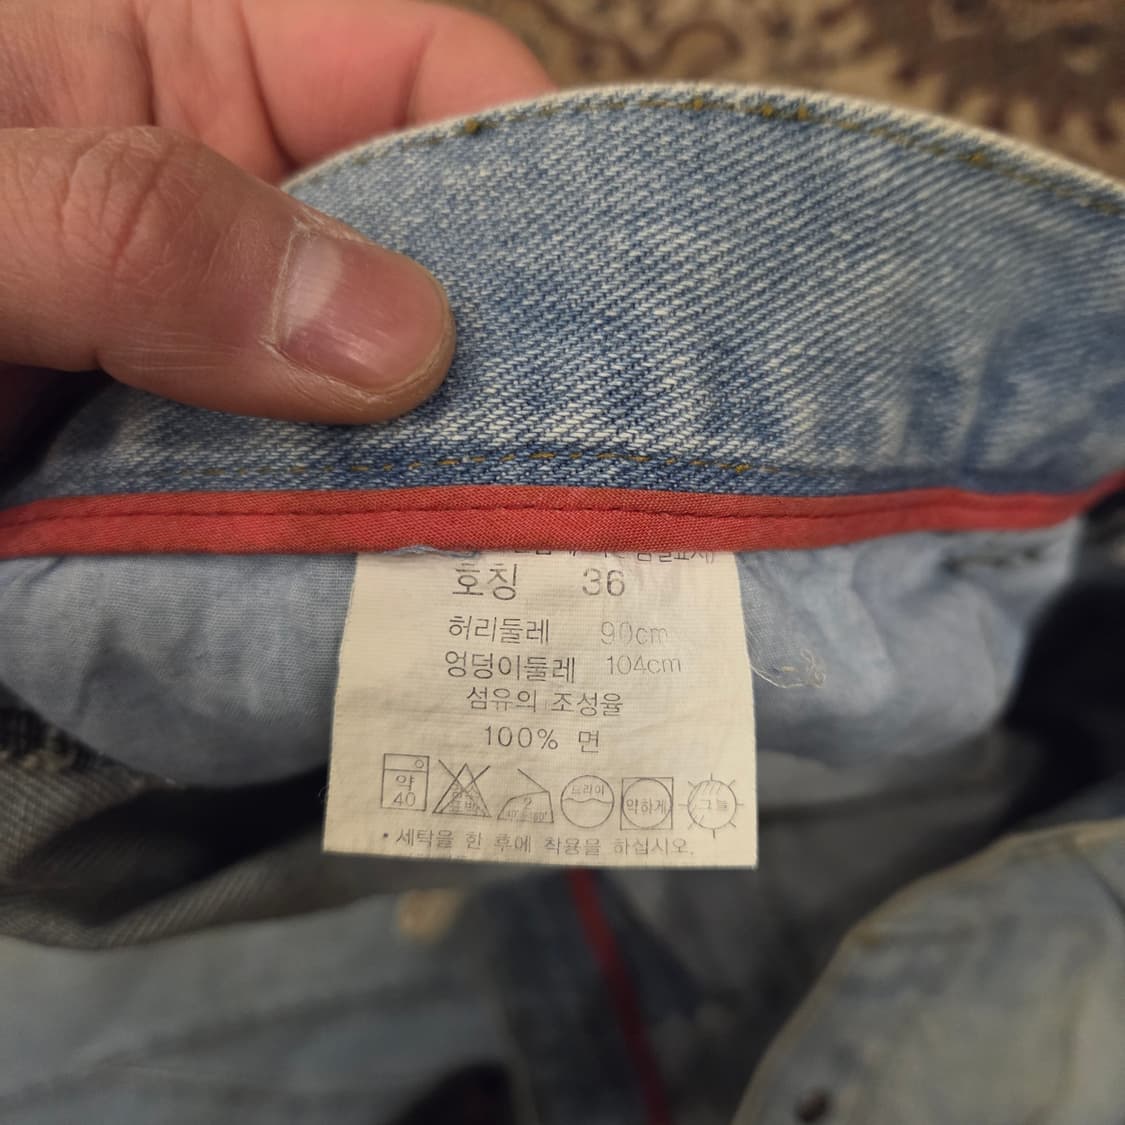 호칭 36
허리둘레 90cm
엉덩이둘레 104cm
섬유의 조성율
100% 면
약 40 드라이 약하게 그늘
• 세탁을 한 후에 착용을 하십시오.